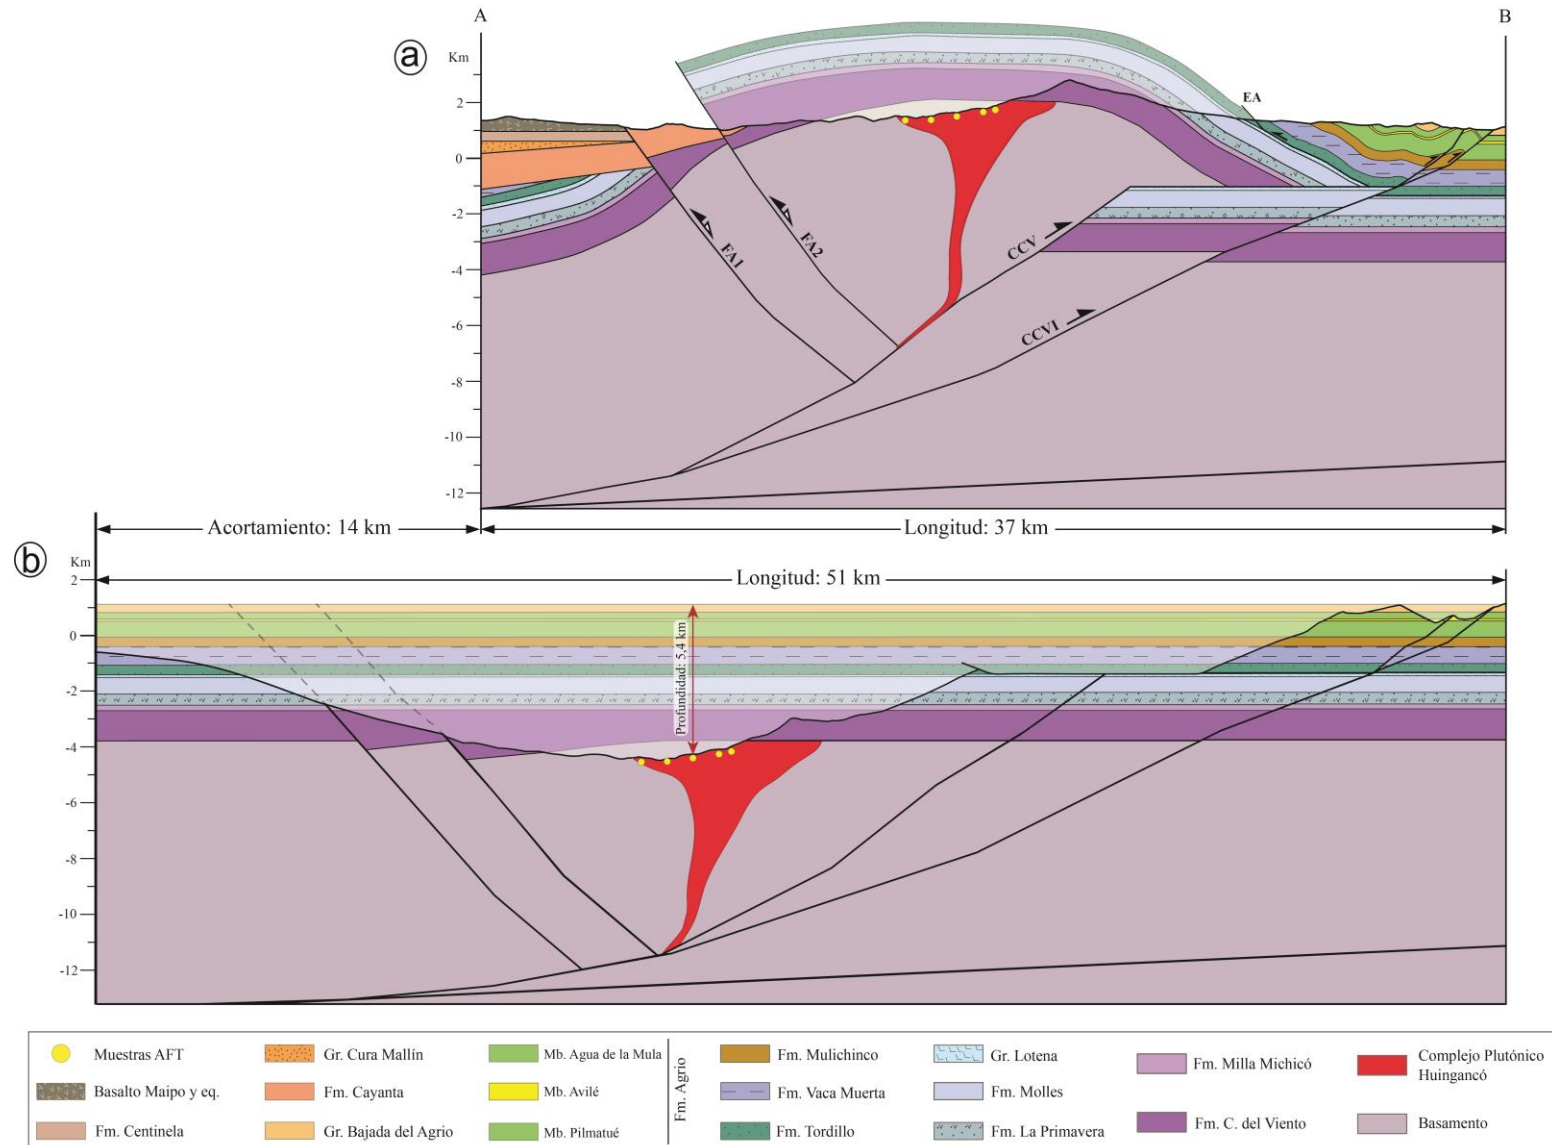 A
B
a
Km
2
0
-2
-4
-6
-8
-10
-12
EA
FA1
FA2
CCV
CCVI
Acortamiento: 14 km
Longitud: 37 km
b
Km
Longitud: 51 km
2
0
-2
-4
-6
-8
-10
-12
Profundidad: 5,4 km
Muestras AFT
Basalto Maipo y eq.
Fm. Centinela
Gr. Cura Mallín
Fm. Cayanta
Gr. Bajada del Agrio
Mb. Agua de la Mula
Mb. Avilé
Mb. Pilmatué
Fm. Agrio
Fm. Mulichinco
Fm. Vaca Muerta
Fm. Tordillo
Gr. Lotena
Fm. Molles
Fm. La Primavera
Fm. Milla Michicó
Fm. C. del Viento
Complejo Plutónico
Huingancó
Basamento